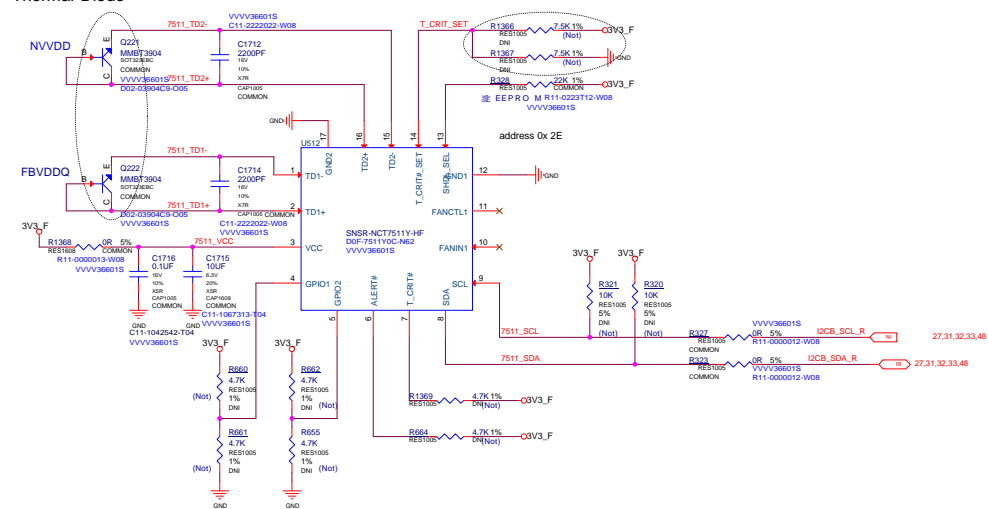 Thermal Diode
NVVDD
B
E
C
Q221
MMBT3904
SOT323EBC
COMMON
VVVV36601S
D02-03904C9-O05
7511_TD2-
7511_TD2+
VVVV36601S
C11-2222022-W08
C1712
2200PF
16V
10%
X7R
CAP1005
COMMON
T_CRIT_SET
R1366
RES1005
DNI
7.5K 1%
(Not)
3V3_F
R1367
RES1005
DNI
7.5K 1%
(Not)
GND
R328
RES1005
22K 1%
COMMON
3V3_F
EEPROM R11-0223T12-W08
VVVV36601S
address 0x 2E
FBVDDQ
B
E
C
Q222
MMBT3904
SOT323EBC
COMMON
D02-03904C9-O05
VVVV36601S
7511_TD1-
7511_TD1+
C1714
2200PF
16V
10%
X7R
CAP1005 COMMON
C11-2222022-W08
VVVV36601S
GND
U512
17
GND2
16
TD2+
15
TD2-
14
T_CRIT#_SET
13
SHDN_SEL
1
TD1-
2
TD1+
3
VCC
4
GPIO1
5
GPIO2
6
ALERT#
7
T_CRIT#
8
SDA
9
SCL
10
FANIN1
11
FANCTL1
12
GND1
GND
SNSR-NCT7511Y-HF
D0F-7511Y0C-N62
VVVV36601S
3V3_F
R1368
RES1608
0R 5%
COMMON
R11-0000013-W08
VVVV36601S
7511_VCC
C1716
0.1UF
16V
10%
X5R
CAP1005
COMMON
GND
C11-1042542-T04
VVVV36601S
C1715
10UF
6.3V
20%
X5R
CAP1608
COMMON
GND
C11-1067313-T04
VVVV36601S
3V3_F
R660
4.7K
RES1005
1%
DNI
(Not)
R661
4.7K
RES1005
1%
DNI
(Not)
GND
3V3_F
R662
4.7K
RES1005
1%
DNI
(Not)
R655
4.7K
RES1005
1%
DNI
(Not)
GND
3V3_F
R321
10K
RES1005
5%
DNI
(Not)
3V3_F
R320
10K
RES1005
5%
DNI
(Not)
7511_SCL
7511_SDA
R327
RES1005
COMMON
VVVV36601S
0R 5%
R11-0000012-W08
I2CB_SCL_R
27,31,32,33,48
R323
RES1005
COMMON
0R 5%
VVVV36601S
R11-0000012-W08
I2CB_SDA_R
27,31,32,33,48
R1369
RES1005
4.7K 1%
DNI
(Not)
3V3_F
R664
RES1005
4.7K 1%
DNI
(Not)
3V3_F